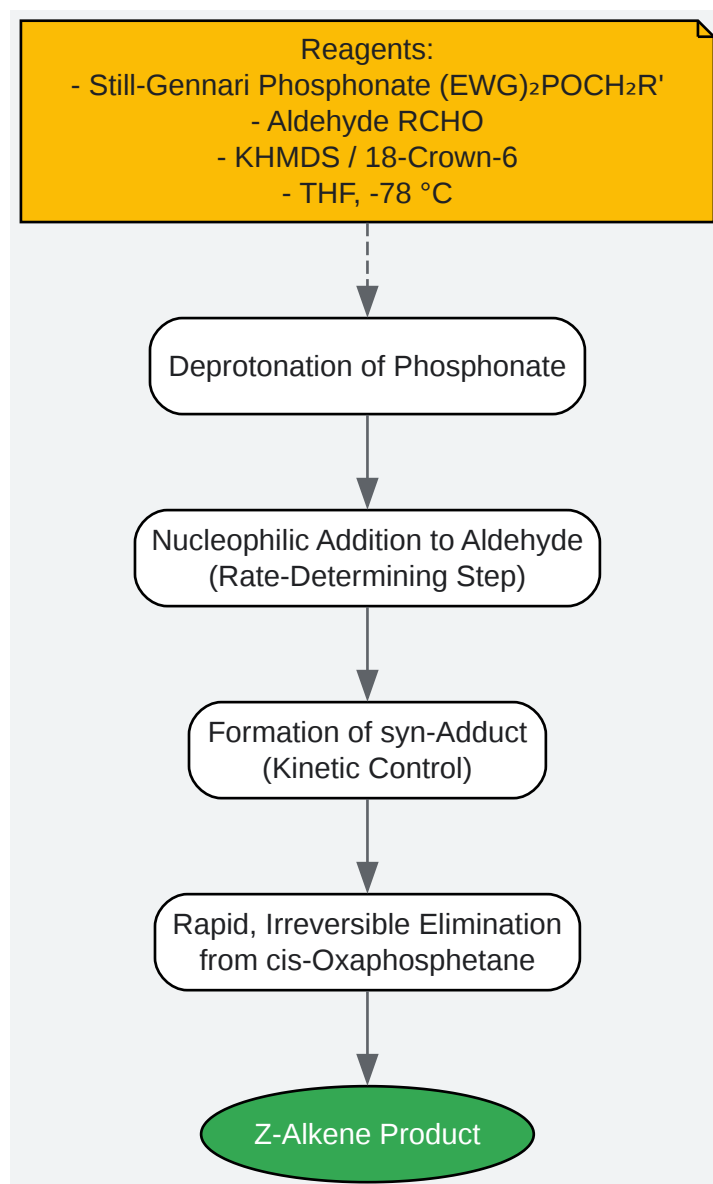 Reagents:
- Still-Gennari Phosphonate (EWG)₂POCH₂R'
- Aldehyde RCHO
- KHMDS / 18-Crown-6
- THF, -78 °C
Deprotonation of Phosphonate
Nucleophilic Addition to Aldehyde
(Rate-Determining Step)
Formation of syn-Adduct
(Kinetic Control)
Rapid, Irreversible Elimination
from cis-Oxaphosphetane
Z-Alkene Product